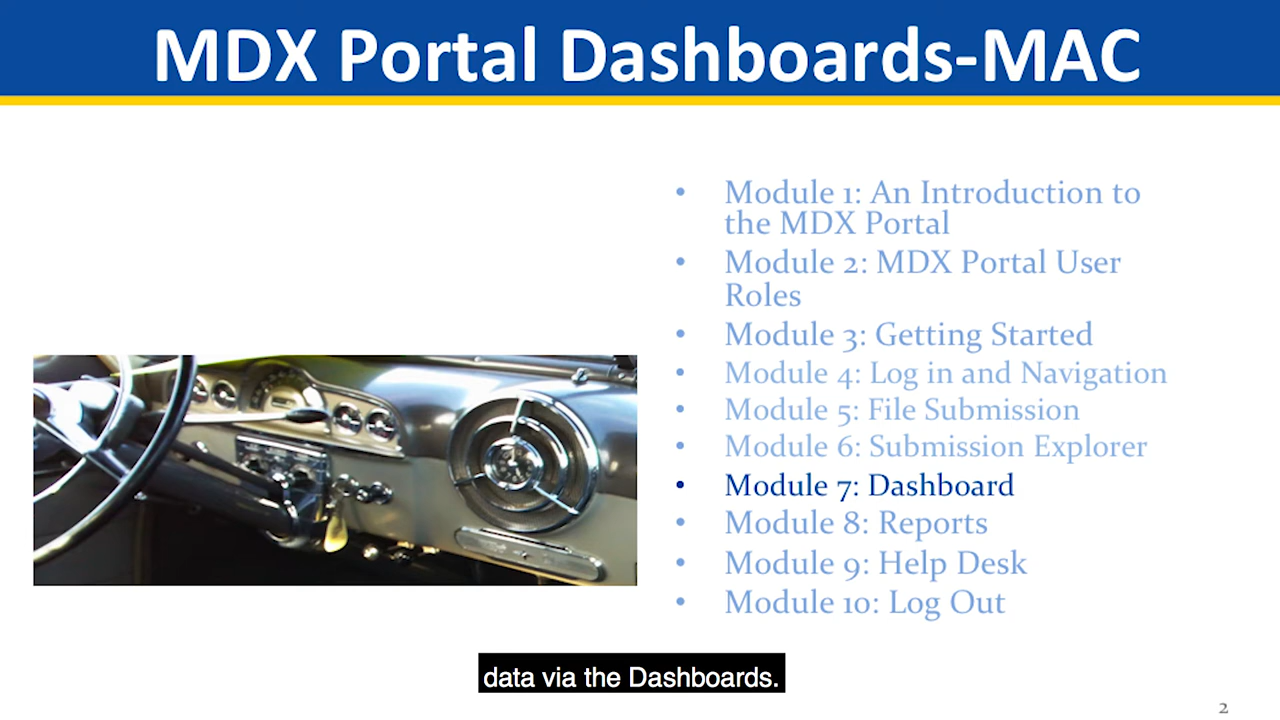 MDX Portal Dashboards-MAC
• Module 1: An Introduction to
the MDX Portal
• Module 2: MDX Portal User
Roles
• Module 3: Getting Started
• Module 4: Log in and Navigation
• Module 5: File Submission
• Module 6: Submission Explorer
• Module 7: Dashboard
• Module 8: Reports
• Module 9: Help Desk
• Module 10: Log Out
data via the Dashboards.
2